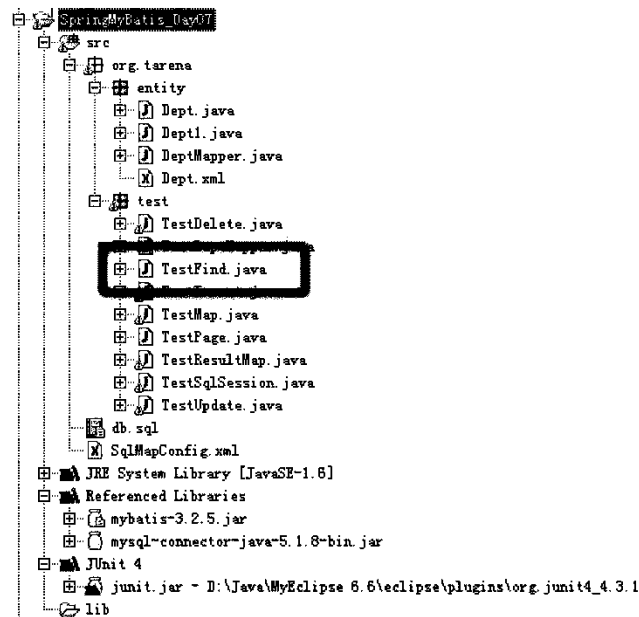 SpringMyBatis_Day07
src
org.tarena
entity
Dept.java
Dept1.java
DeptMapper.java
Dept.xml
test
TestDelete.java
TestFind.java
TestMap.java
TestPage.java
TestResultMap.java
TestSqlSession.java
TestUpdate.java
db.sql
SqlMapConfig.xml
JRE System Library [JavaSE-1.6]
Referenced Libraries
mybatis-3.2.5.jar
mysql-connector-java-5.1.8-bin.jar
JUnit 4
junit.jar - D:\Java\MyEclipse 6.6\eclipse\plugins\org.junit4_4.3.1
lib